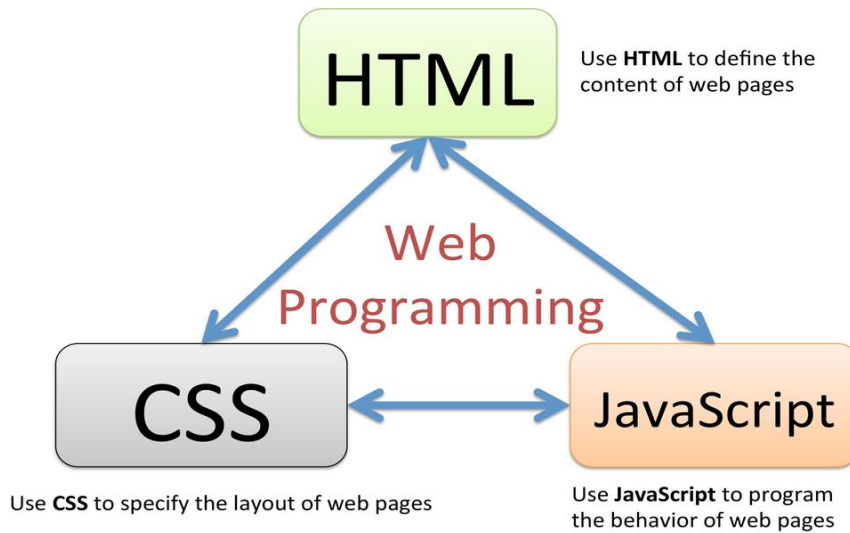 HTML
Use HTML to define the
content of web pages
Web
Programming
CSS
JavaScript
Use CSS to specify the layout of web pages
Use JavaScript to program
the behavior of web pages